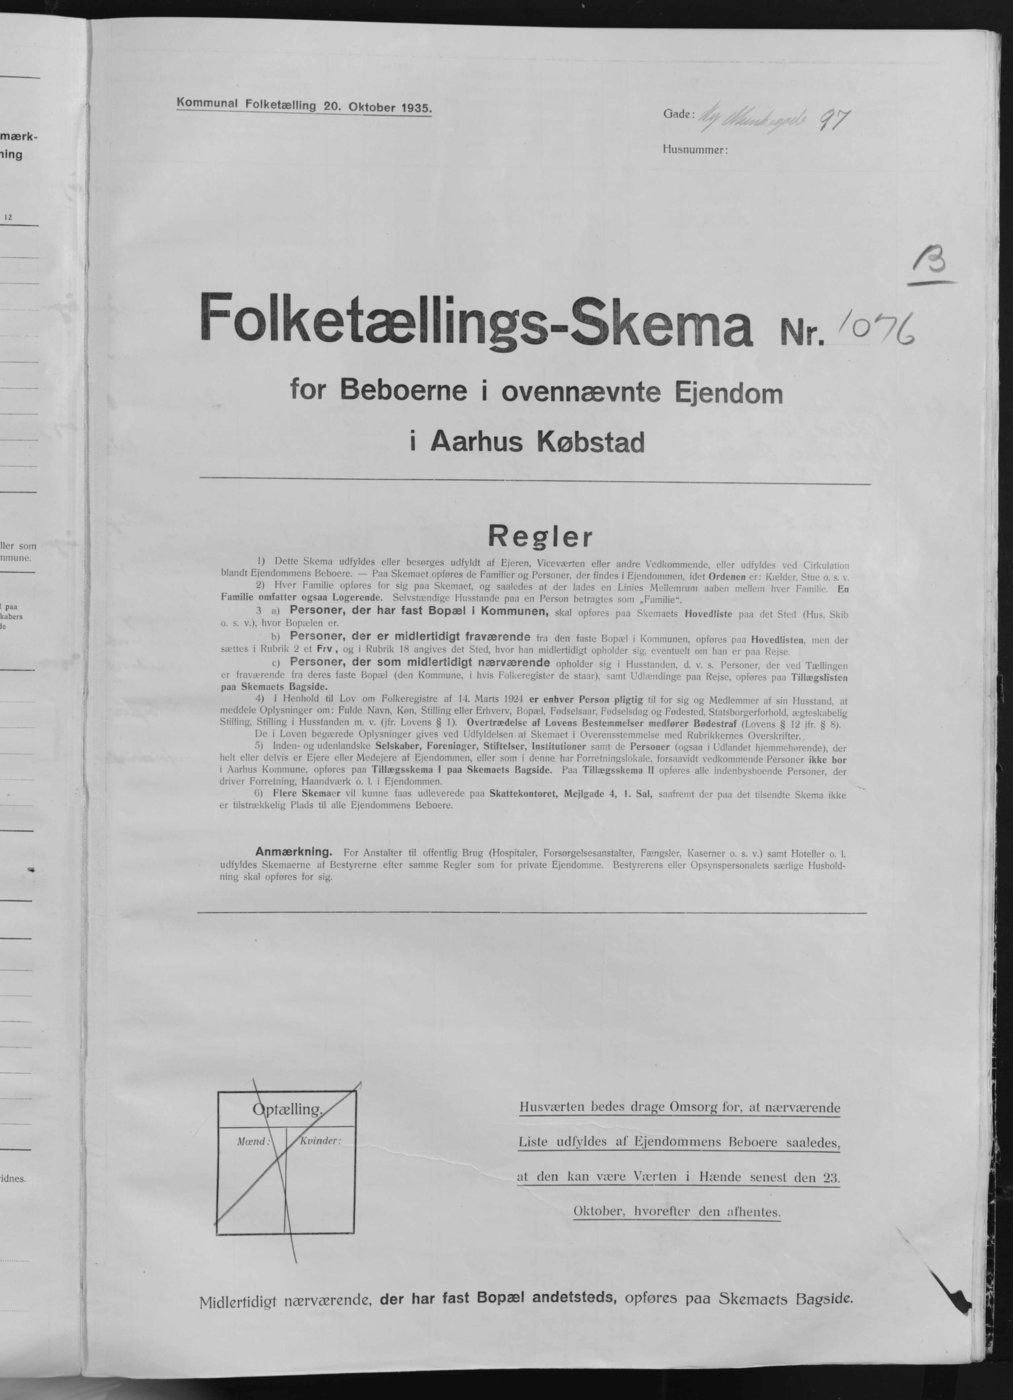 Kommunal Folketælling 20. Oktober 1935.
Gade: Ny Munkegade 97
Husnummer:
B
Folketællings-Skema Nr. 1076
for Beboerne i ovennævnte Ejendom
i Aarhus Købstad
Regler
1) Dette Skema udfyldes eller besørges udfyldt af Ejeren, Viceværten eller andre Vedkommende, eller udfyldes ved Cirkulation
blandt Ejendommens Beboere. — Paa Skemaet opføres de Familier og Personer, der findes i Ejendommen, idet Ordenen er: Kælder, Stue o. s. v.
2) Hver Familie opføres for sig paa Skemaet, og saaledes at der lades en Linies Mellemrum aaben mellem hver Familie. En
Familie omfatter ogsaa Logerende. Selvstændige Husstande paa en Person betragtes som „Familie“.
3 a) Personer, der har fast Bopæl i Kommunen, skal opføres paa Skemaets Hovedliste paa det Sted (Hus, Skib
o. s. v.), hvor Bopælen er.
b) Personer, der er midlertidigt fraværende fra den faste Bopæl i Kommunen, opføres paa Hovedlisten, men der
sættes i Rubrik 2 et Frv., og i Rubrik 18 angives det Sted, hvor han midlertidigt opholder sig, eventuelt om han er paa Rejse.
c) Personer, der som midlertidigt nærværende opholder sig i Husstanden, d. v. s. Personer, der ved Tællingen
er fraværende fra deres faste Bopæl (den Kommune, i hvis Folkeregister de staar), samt Udlændinge paa Rejse, opføres paa Tillægslisten
paa Skemaets Bagside.
4) I Henhold til Lov om Folkeregistre af 14. Marts 1924 er enhver Person pligtig til for sig og Medlemmer af sin Husstand, at
meddele Oplysninger om: Fulde Navn, Køn, Stilling eller Erhverv, Bopæl, Fødselsaar, Fødselsdag og Fødested, Statsborgerforhold, ægteskabelig
Stilling, Stilling i Husstanden m. v. (jfr. Lovens § 1). Overtrædelse af Lovens Bestemmelser medfører Bødestraf (Lovens § 12 jfr. § 8).
De i Loven begærede Oplysninger gives ved Udfyldelsen af Skemaet i Overensstemmelse med Rubrikkernes Overskrifter.
5) Inden- og udenlandske Selskaber, Foreninger, Stiftelser, Institutioner samt de Personer (ogsaa i Udlandet hjemmehørende), der
helt eller delvis er Ejere eller Medejere af Ejendommen, eller som i denne har Forretningslokale, forsaavidt vedkommende Personer ikke bor
i Aarhus Kommune, opføres paa Tillægsskema I paa Skemaets Bagside. Paa Tillægsskema II opføres alle indenbysboende Personer, der
driver Forretning, Haandværk o. l. i Ejendommen.
6) Flere Skemaer vil kunne faas udleverede paa Skattekontoret, Mejlgade 4, 1. Sal, saafremt der paa det tilsendte Skema ikke
er tilstrækkelig Plads til alle Ejendommens Beboere.
Anmærkning. For Anstalter til offentlig Brug (Hospitaler, Forsørgelsesanstalter, Fængsler, Kaserner o. s. v.) samt Hoteller o. l.
udfyldes Skemaerne af Bestyrerne efter samme Regler som for private Ejendomme. Bestyrerens eller Opsynspersonalets særlige Hushold-
ning skal opføres for sig.
Optælling.
Mænd: Kvinder:
Husværten bedes drage Omsorg for, at nærværende
Liste udfyldes af Ejendommens Beboere saaledes,
at den kan være Værten i Hænde senest den 23.
Oktober, hvorefter den afhentes.
Midlertidigt nærværende, der har fast Bopæl andetsteds, opføres paa Skemaets Bagside.
mærk-
ning
12
ller som
mmune.
l paa
kabers
de
idnes.